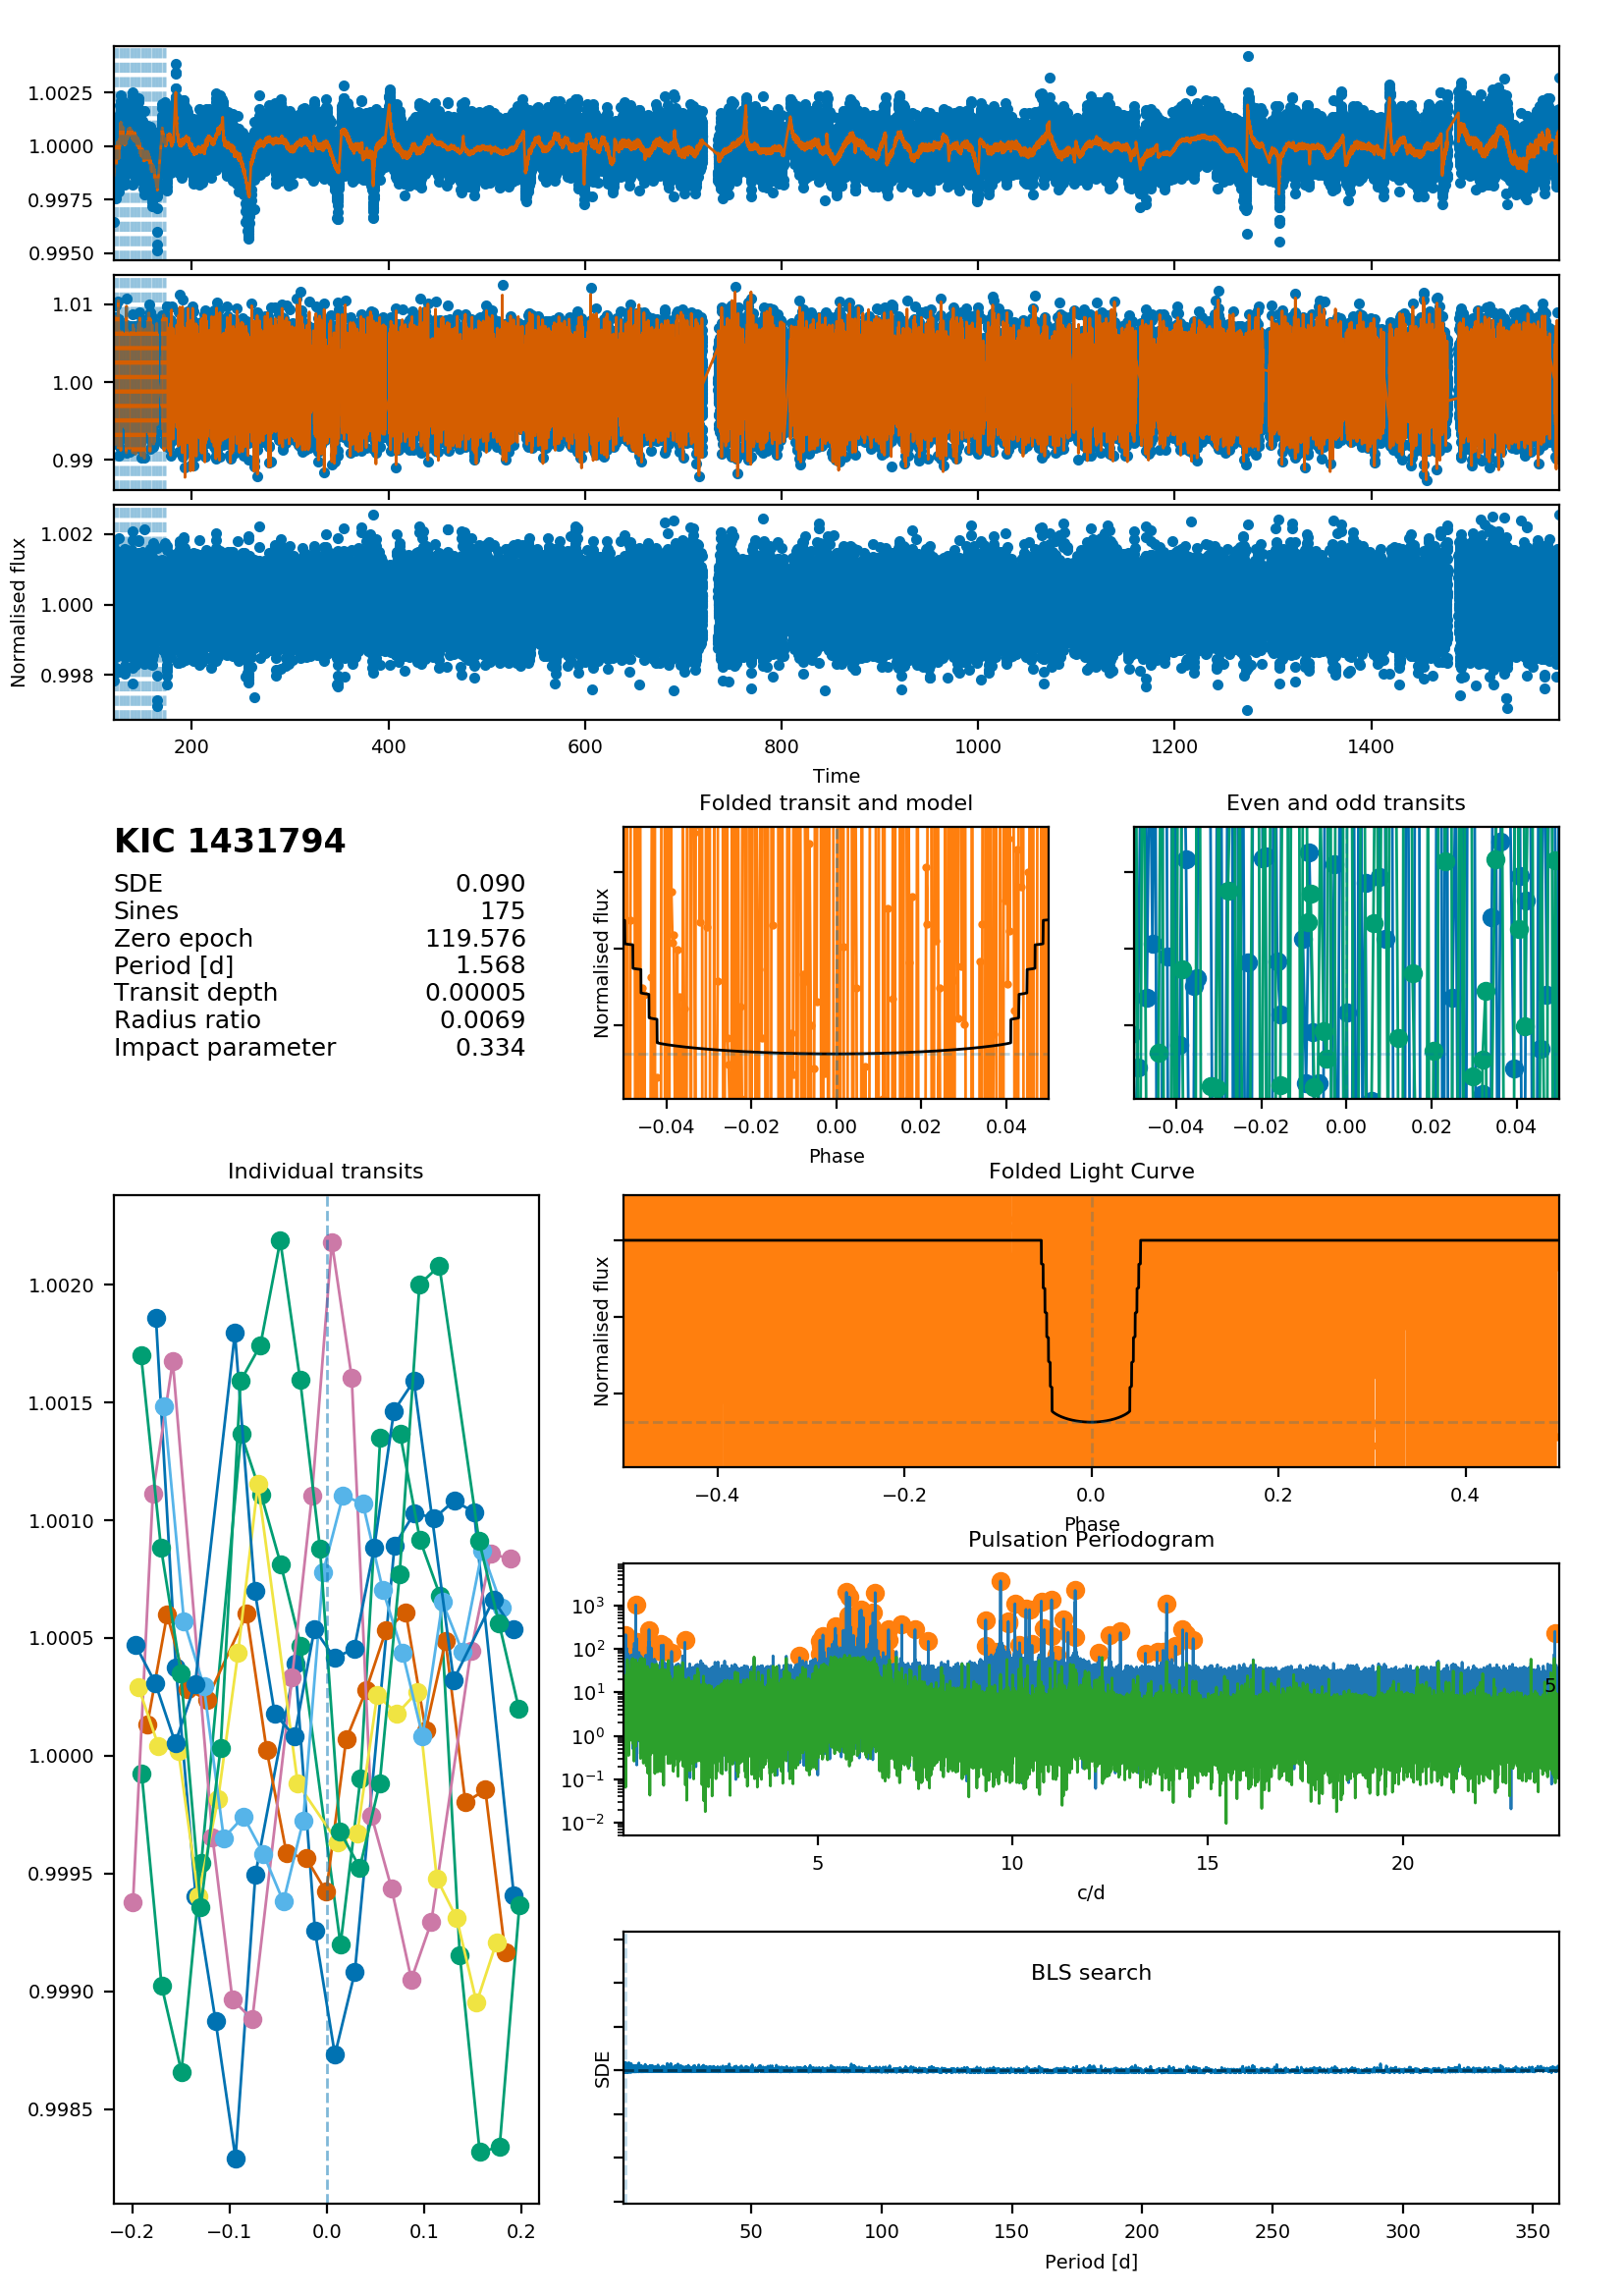 1.0025
1.0000
0.9975
0.9950
1.01
1.00
0.99
1.002
1.000
0.998
Normalised flux
200 400 600 800 1000 1200 1400
Time
KIC 1431794
SDE 0.090
Sines 175
Zero epoch 119.576
Period [d] 1.568
Transit depth 0.00005
Radius ratio 0.0069
Impact parameter 0.334
Folded transit and model
Normalised flux
−0.04 −0.02 0.00 0.02 0.04
Phase
Even and odd transits
−0.04 −0.02 0.00 0.02 0.04
Individual transits
1.0020
1.0015
1.0010
1.0005
1.0000
0.9995
0.9990
0.9985
−0.2 −0.1 0.0 0.1 0.2
Folded Light Curve
Normalised flux
−0.4 −0.2 0.0 0.2 0.4
Phase
Pulsation Periodogram
10³
10²
10¹
10⁰
10⁻¹
10⁻²
5
5 10 15 20
c/d
BLS search
SDE
50 100 150 200 250 300 350
Period [d]